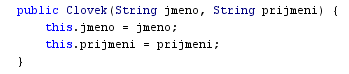 public Clovek(String jmeno, String prijmeni) {
    this.jmeno = jmeno;
    this.prijmeni = prijmeni;
}